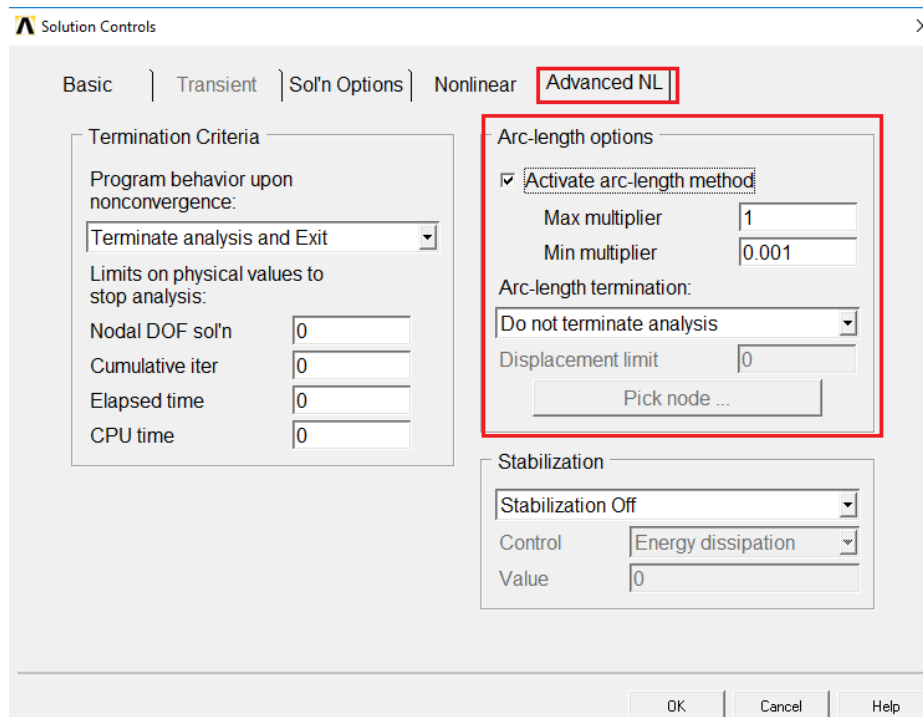 Solution Controls
Basic Transient Sol'n Options Nonlinear Advanced NL
Termination Criteria
Program behavior upon
nonconvergence:
Terminate analysis and Exit
Limits on physical values to
stop analysis:
Nodal DOF sol'n 0
Cumulative iter 0
Elapsed time 0
CPU time 0
Arc-length options
Activate arc-length method
Max multiplier 1
Min multiplier 0.001
Arc-length termination:
Do not terminate analysis
Displacement limit 0
Pick node ...
Stabilization
Stabilization Off
Control Energy dissipation
Value 0
OK Cancel Help